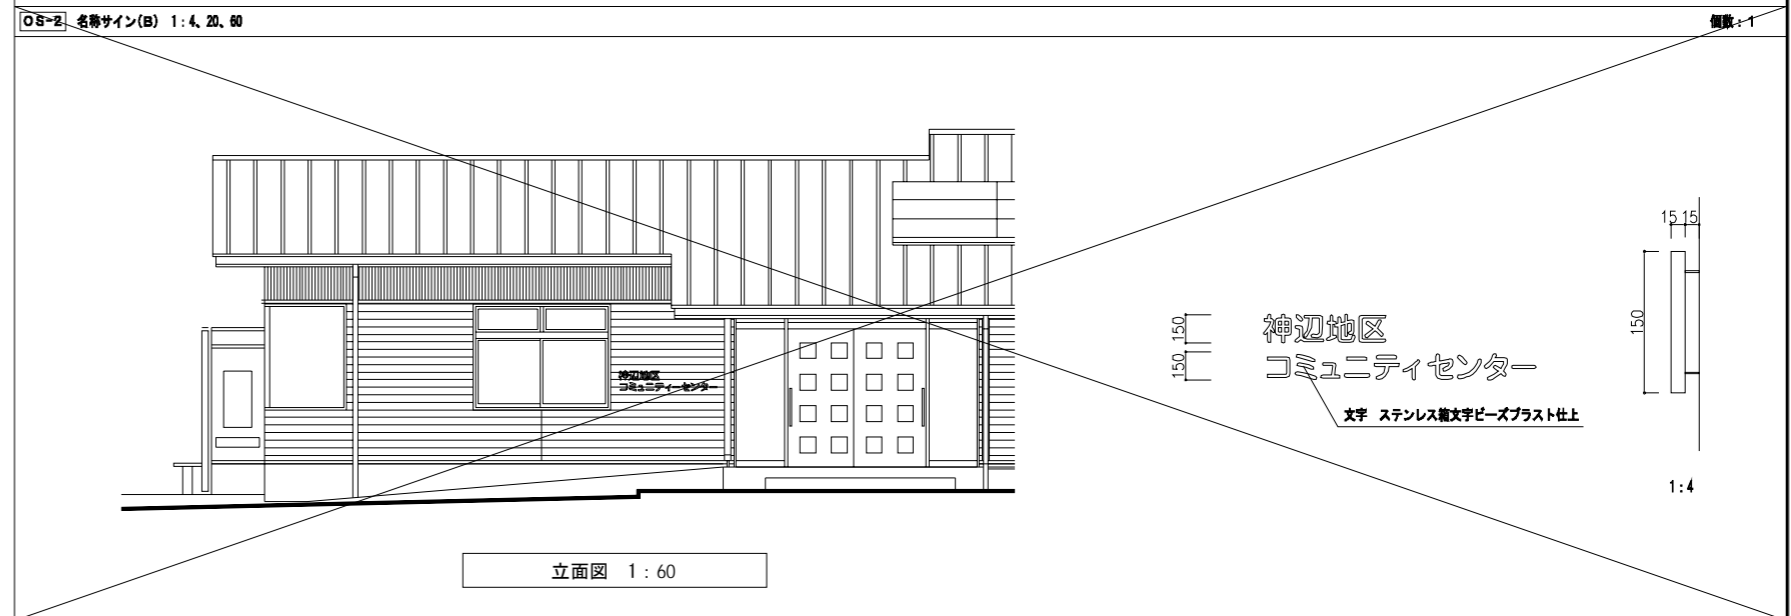 OS-2 名称サイン(B) 1:4、20、60
個数:1
神辺地区
コミュニティーセンター
15 15
150
150
150
神辺地区
コミュニティセンター
文字 ステンレス箱文字ビーズブラスト仕上
1:4
立面図 1:60